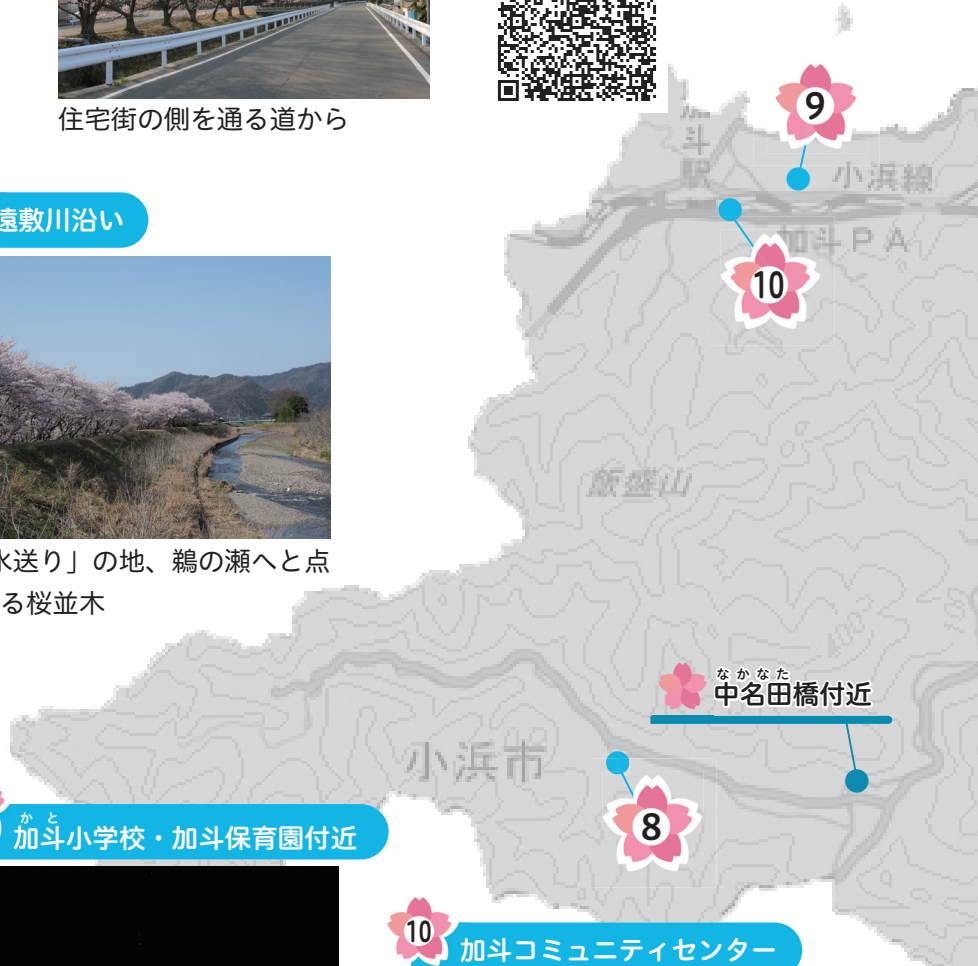 住宅街の側を通る道から
遠敷川沿い
水送り」の地、鵜の瀬へと点
る桜並木
9
加斗駅
小浜線
加斗PA
10
飯盛山
なかなた
中名田橋付近
小浜市
8
かと
加斗小学校・加斗保育園付近
10
加斗コミュニティセンター